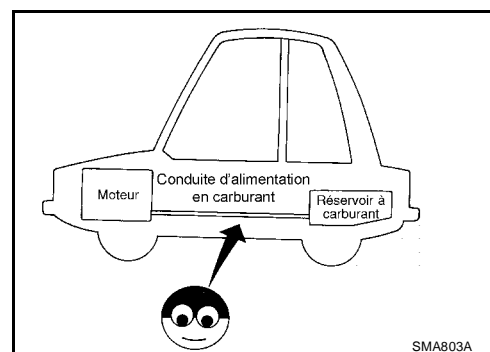 Conduite d'alimentation
en carburant
Moteur
Réservoir à
carburant
SMA803A